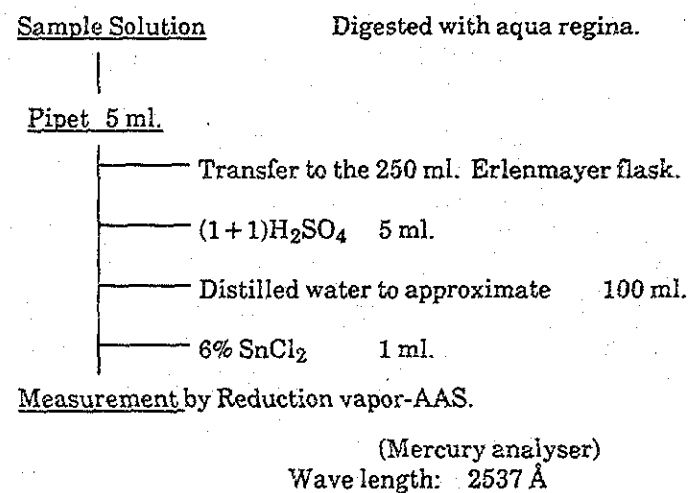 Sample Solution Digested with aqua regina.
Pipet 5 ml.
Transfer to the 250 ml. Erlenmayer flask.
(1+1)H₂SO₄ 5 ml.
Distilled water to approximate 100 ml.
6% SnCl₂ 1 ml.
Measurement by Reduction vapor-AAS.
(Mercury analyser)
Wave length: 2537 Å